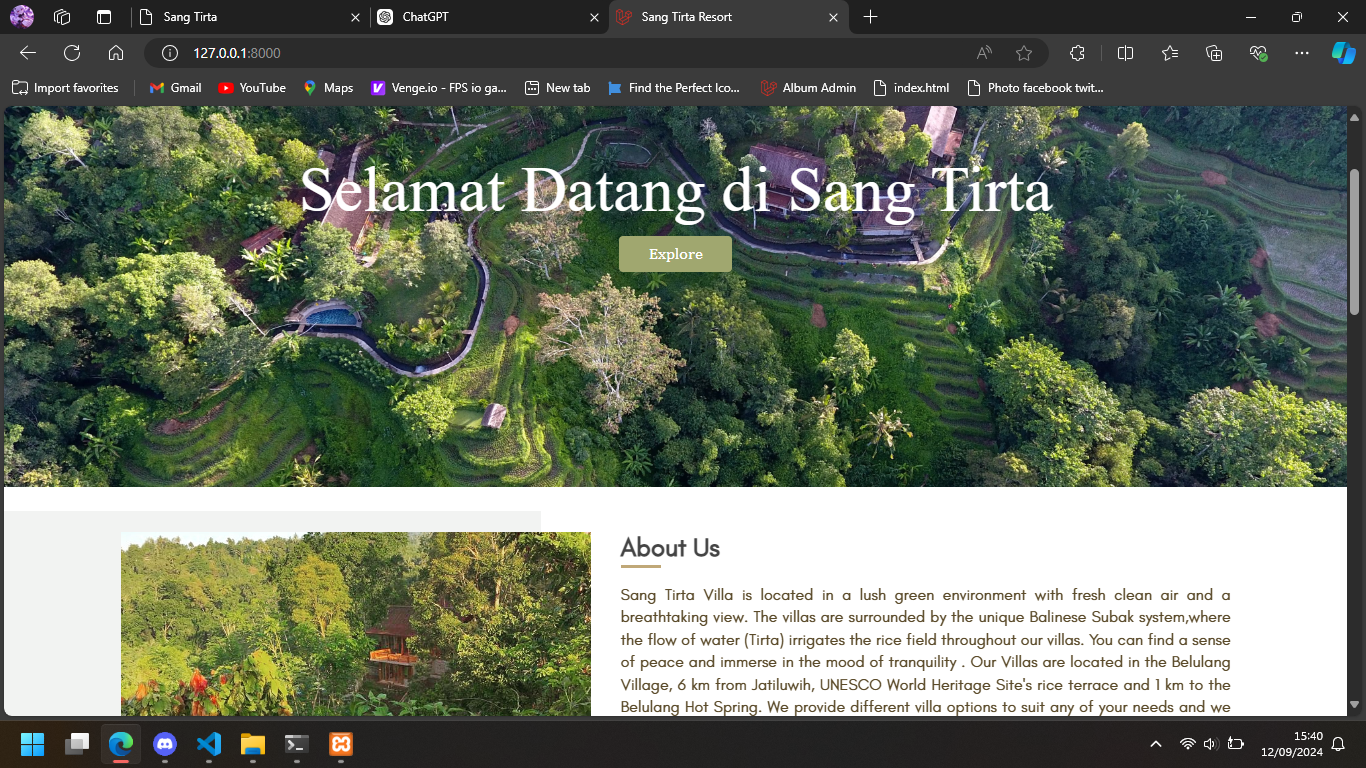 Sang Tirta
ChatGPT
Sang Tirta Resort
127.0.0.1:8000
Import favorites
Gmail
YouTube
Maps
Venge.io - FPS io ga...
New tab
Find the Perfect Ico...
Album Admin
index.html
Photo facebook twit...
Selamat Datang di Sang Tirta
Explore
About Us
Sang Tirta Villa is located in a lush green environment with fresh clean air and a
breathtaking view. The villas are surrounded by the unique Balinese Subak system,where
the flow of water (Tirta) irrigates the rice field throughout our villas. You can find a sense
of peace and immerse in the mood of tranquility . Our Villas are located in the Belulang
Village, 6 km from Jatiluwih, UNESCO World Heritage Site's rice terrace and 1 km to the
Belulang Hot Spring. We provide different villa options to suit any of your needs and we
15:40
12/09/2024